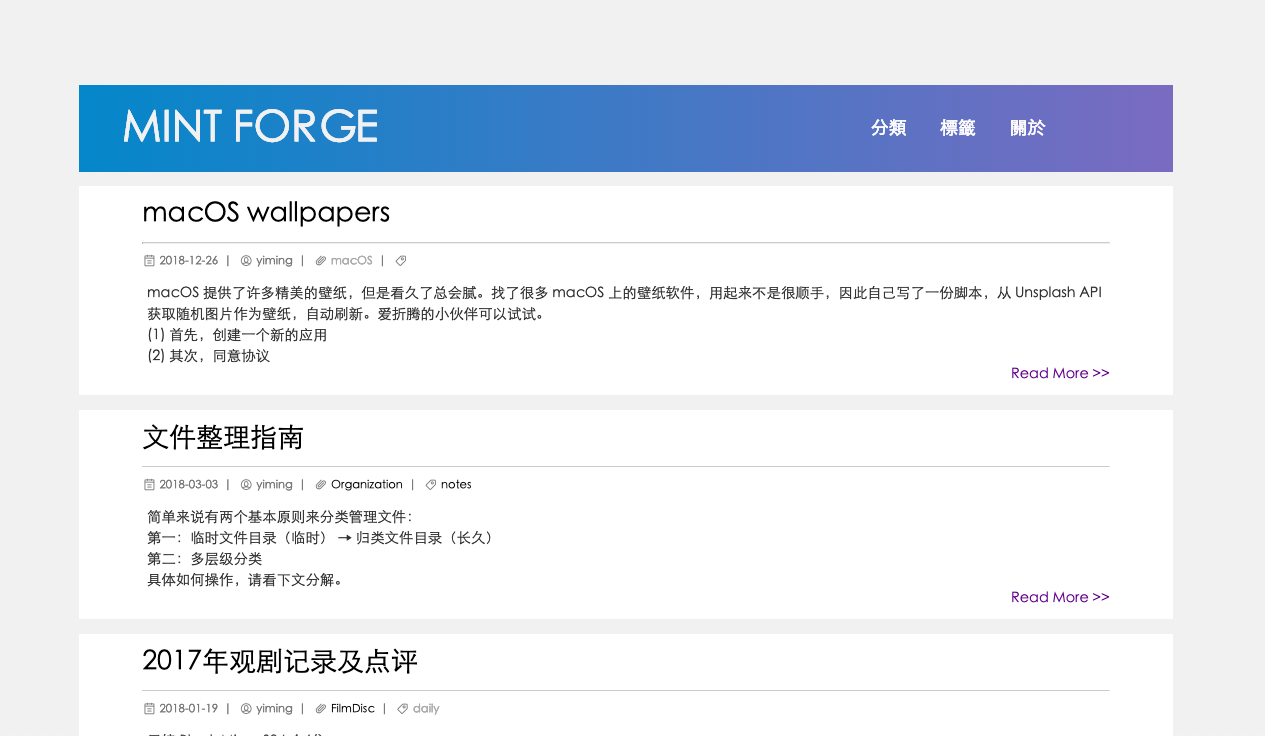 MINT FORGE
分類 標籤 關於
macOS wallpapers
2018-12-26 | yiming | macOS |
macOS 提供了许多精美的壁纸，但是看久了总会腻。找了很多 macOS 上的壁纸软件，用起来不是很顺手，因此自己写了一份脚本，从 Unsplash API
获取随机图片作为壁纸，自动刷新。爱折腾的小伙伴可以试试。
(1) 首先，创建一个新的应用
(2) 其次，同意协议
Read More >>
文件整理指南
2018-03-03 | yiming | Organization | notes
简单来说有两个基本原则来分类管理文件：
第一：临时文件目录（临时） → 归类文件目录（长久）
第二：多层级分类
具体如何操作，请看下文分解。
Read More >>
2017年观剧记录及点评
2018-01-19 | yiming | FilmDisc | daily